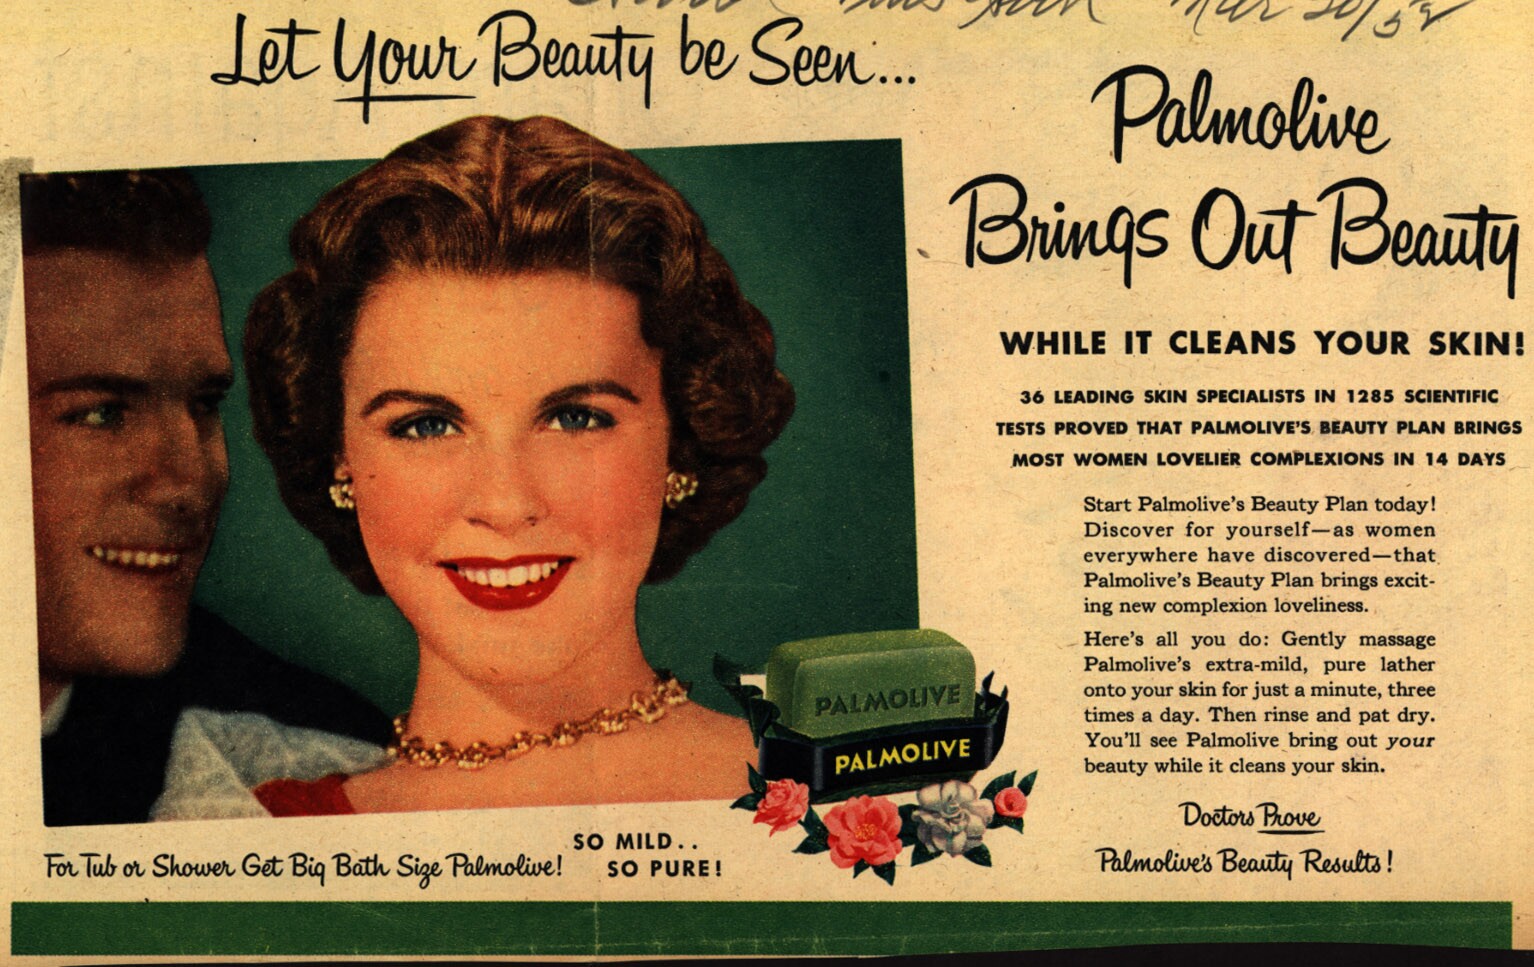 Mar 20/52
Let Your Beauty be Seen...
Palmolive
Brings Out Beauty
WHILE IT CLEANS YOUR SKIN!
36 LEADING SKIN SPECIALISTS IN 1285 SCIENTIFIC
TESTS PROVED THAT PALMOLIVE'S BEAUTY PLAN BRINGS
MOST WOMEN LOVELIER COMPLEXIONS IN 14 DAYS
Start Palmolive's Beauty Plan today!
Discover for yourself—as women
everywhere have discovered—that
Palmolive's Beauty Plan brings excit-
ing new complexion loveliness.
Here's all you do: Gently massage
Palmolive's extra-mild, pure lather
onto your skin for just a minute, three
times a day. Then rinse and pat dry.
You'll see Palmolive bring out your
beauty while it cleans your skin.
Doctors Prove
Palmolive's Beauty Results!
PALMOLIVE
PALMOLIVE
SO MILD..
SO PURE!
For Tub or Shower Get Big Bath Size Palmolive!